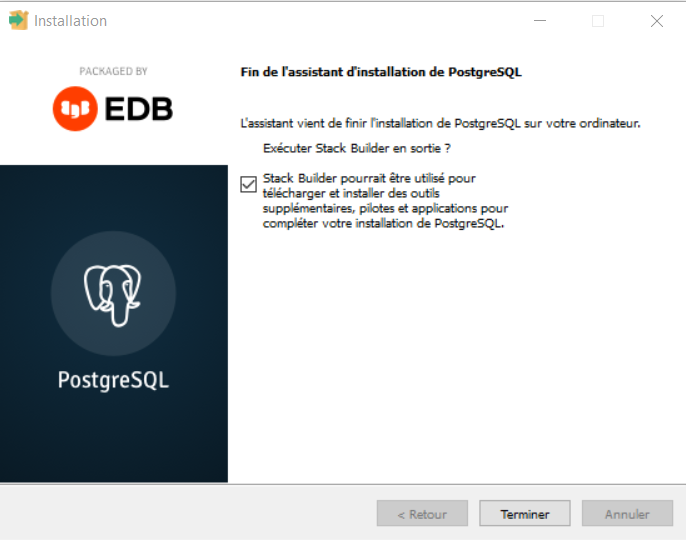 Installation
PACKAGED BY
EDB
Fin de l'assistant d'installation de PostgreSQL
L'assistant vient de finir l'installation de PostgreSQL sur votre ordinateur.
Exécuter Stack Builder en sortie ?
Stack Builder pourrait être utilisé pour
télécharger et installer des outils
supplémentaires, pilotes et applications pour
compléter votre installation de PostgreSQL.
PostgreSQL
< Retour
Terminer
Annuler